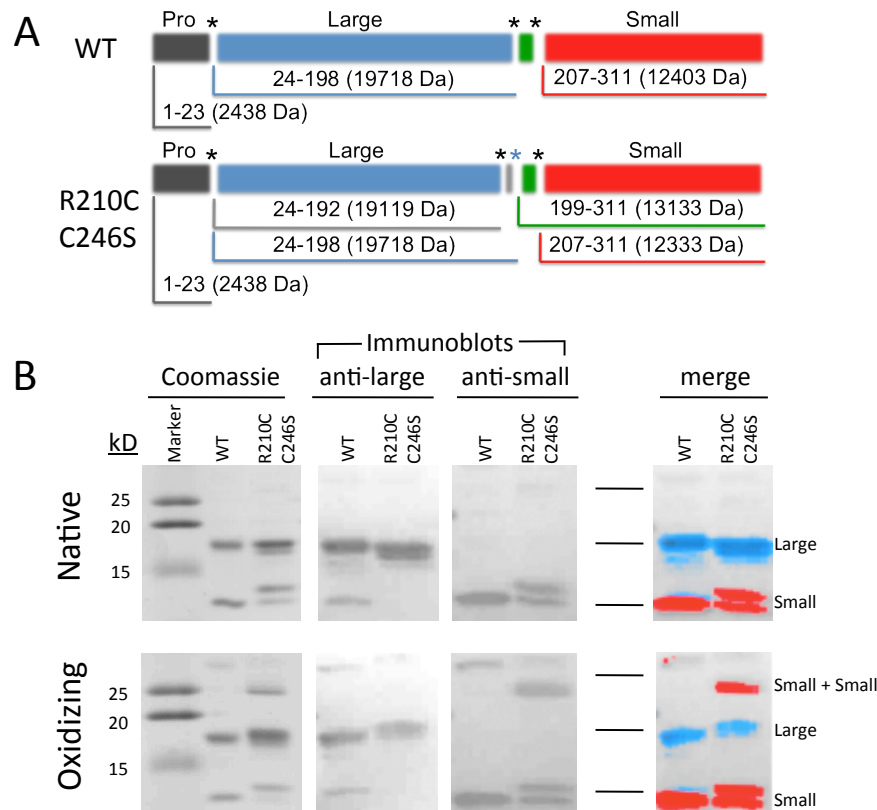 A
WT
Pro * Large * * Small
24-198 (19718 Da)
207-311 (12403 Da)
1-23 (2438 Da)
R210C
C246S
Pro * Large * * * Small
24-192 (19119 Da)
199-311 (13133 Da)
24-198 (19718 Da)
207-311 (12333 Da)
1-23 (2438 Da)
B
Immunoblots
Coomassie anti-large anti-small merge
kD
Marker
WT
R210C
C246S
WT
R210C
C246S
WT
R210C
C246S
WT
R210C
C246S
Native
25
20
15
Large
Small
Oxidizing
25
20
15
Small + Small
Large
Small